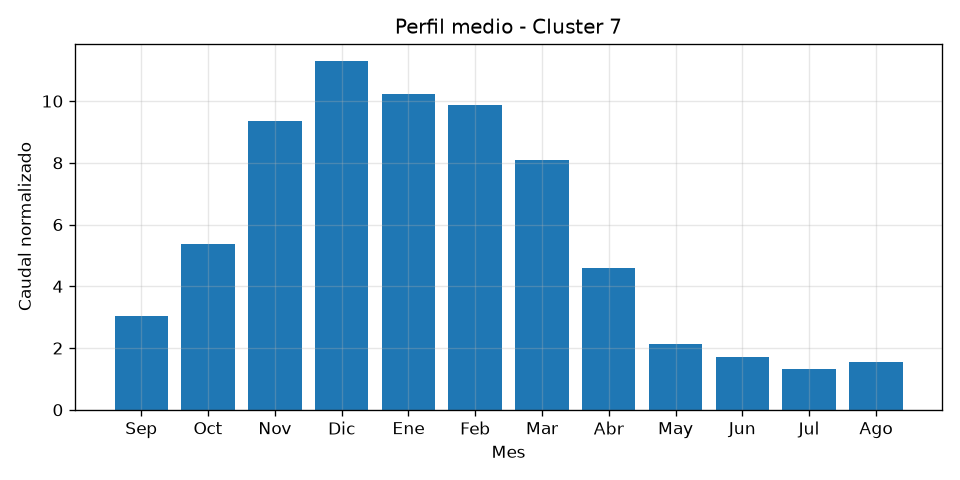 Perfil medio - Cluster 7
Caudal normalizado
10
8
6
4
2
0
Sep Oct Nov Dic Ene Feb Mar Abr May Jun Jul Ago
Mes